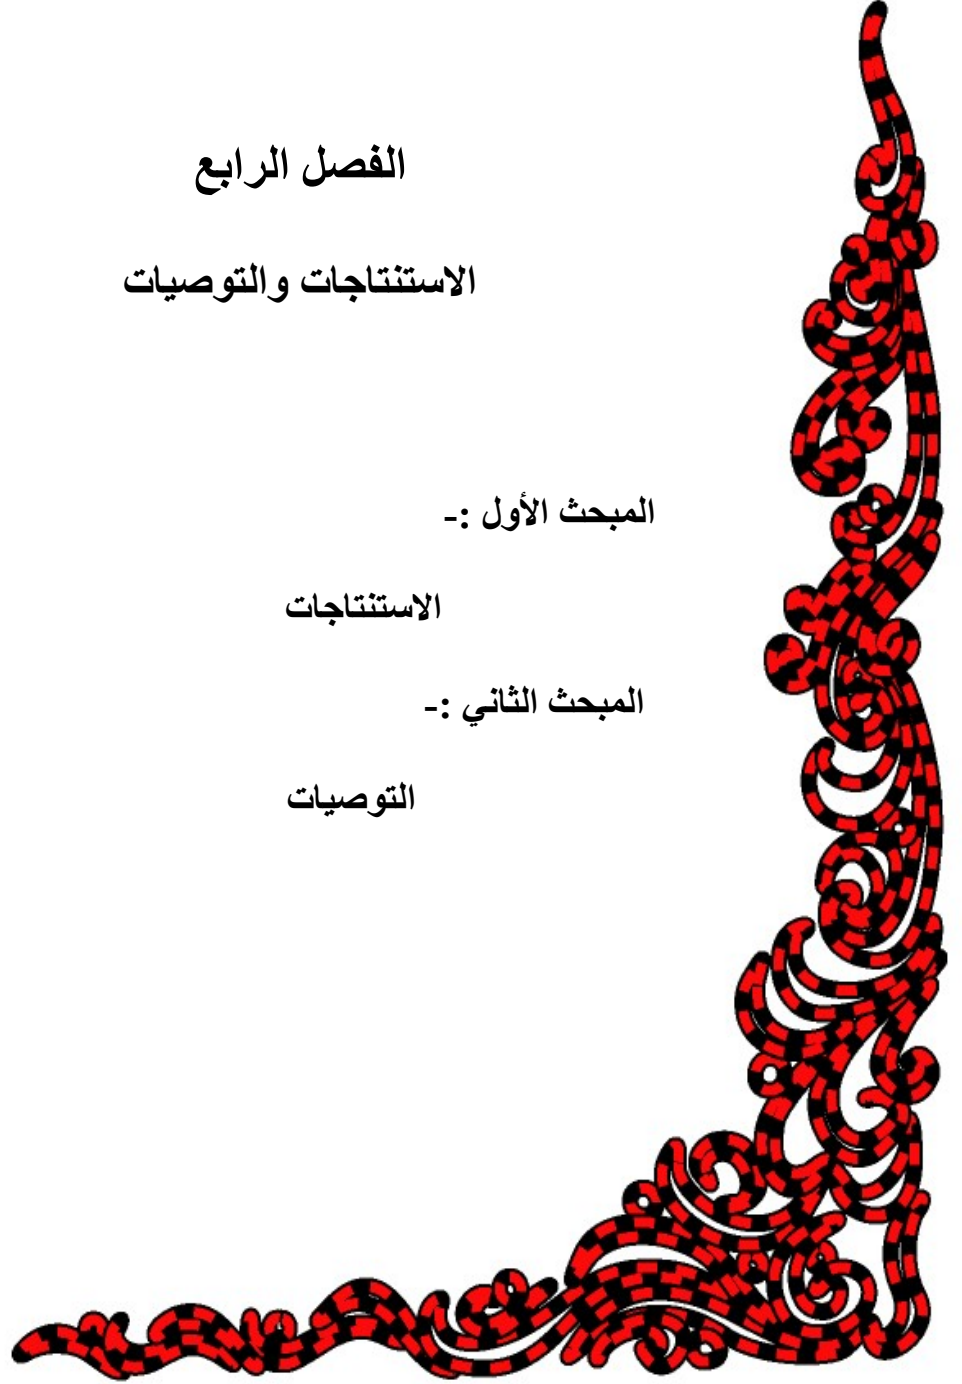 الفصل الرابع
الاستنتاجات والتوصيات
المبحث الأول :-
الاستنتاجات
المبحث الثاني :-
التوصيات